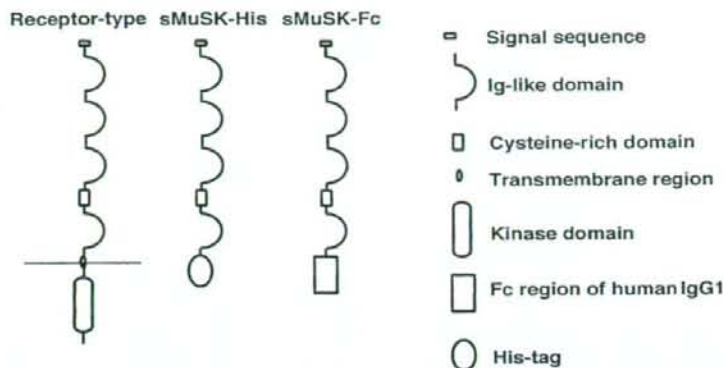 Receptor-type sMuSK-His sMuSK-Fc
Signal sequence
Ig-like domain
Cysteine-rich domain
Transmembrane region
Kinase domain
Fc region of human IgG1
His-tag